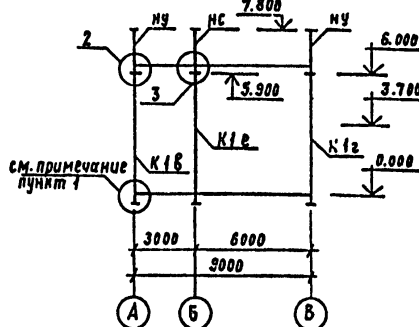 7.800
НУ
НС
НУ
2
6.000
3
5.900
3.700
К1в
К1е
К1г
см. примечание
пункт 1
0.000
3000
6000
9000
А
Б
В